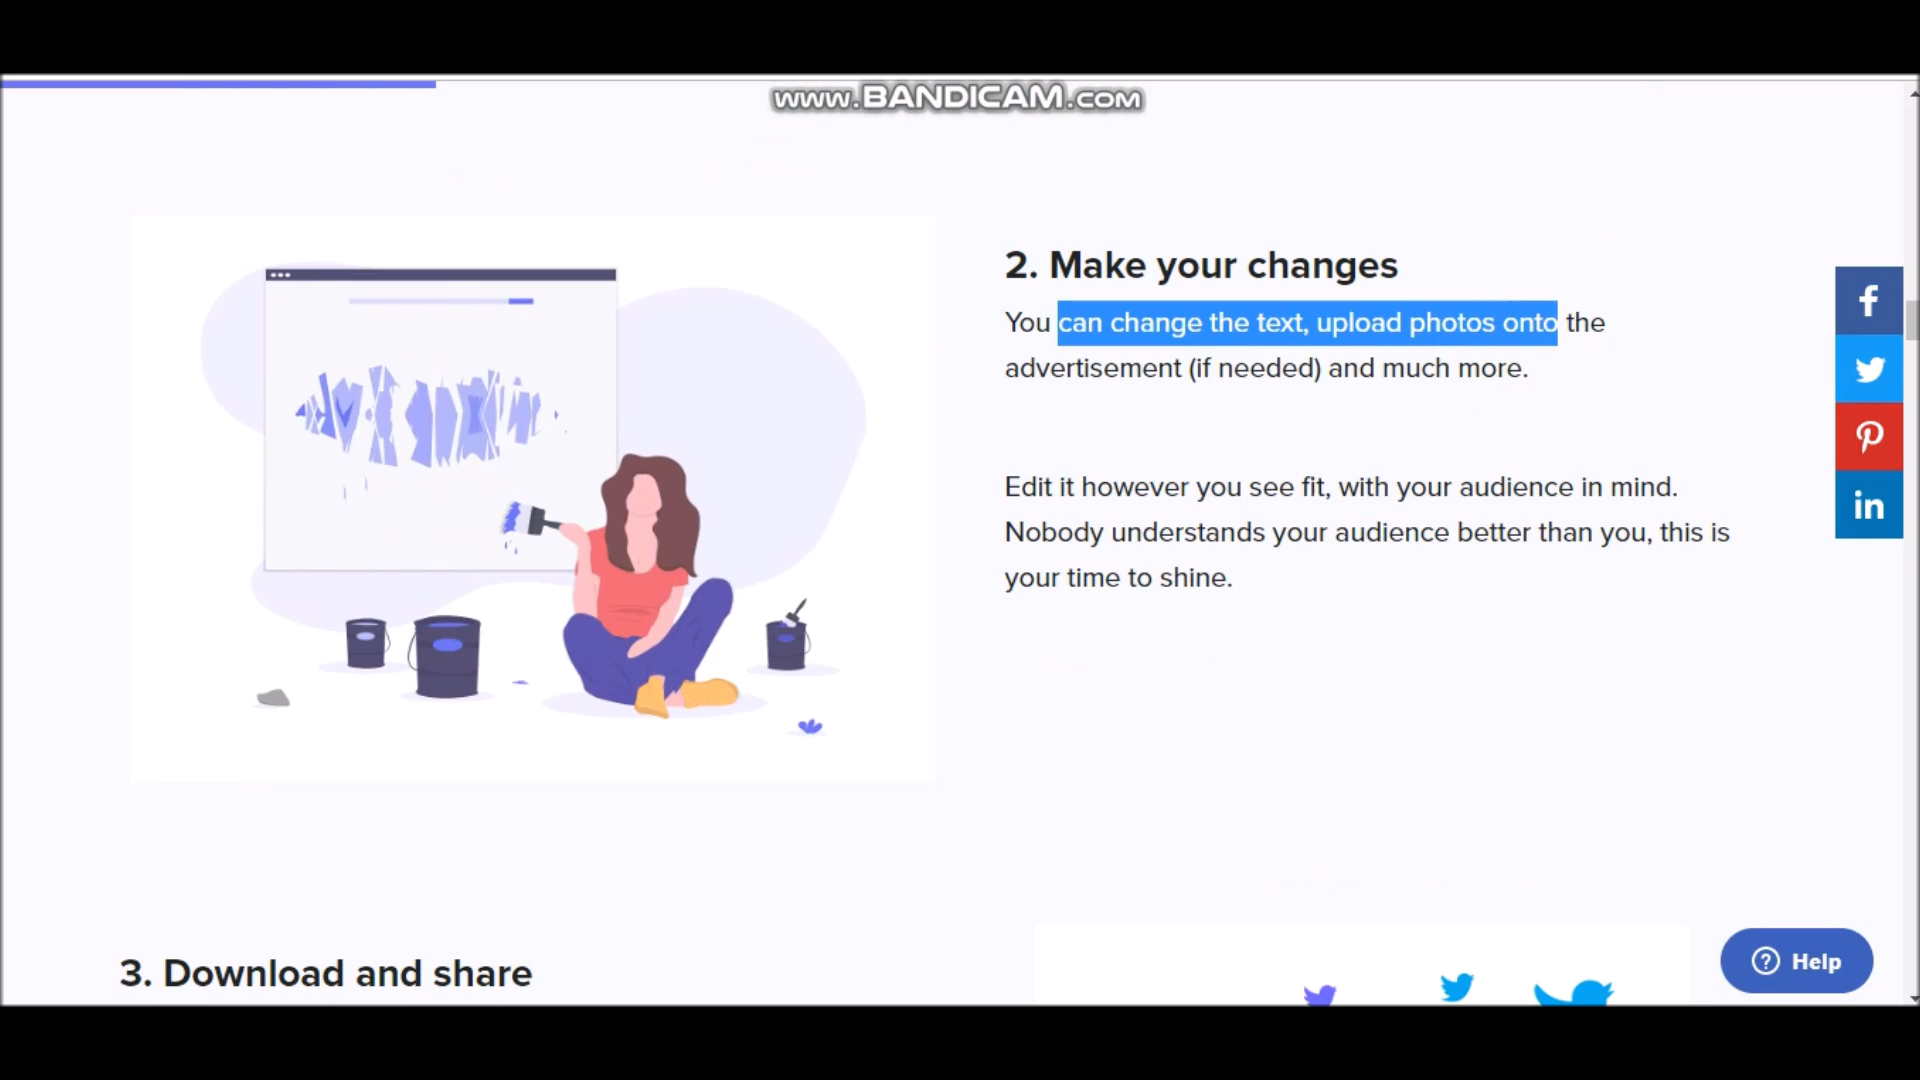 www.BANDICAM.com
2. Make your changes
You can change the text, upload photos onto the
advertisement (if needed) and much more.
Edit it however you see fit, with your audience in mind.
Nobody understands your audience better than you, this is
your time to shine.
in
3. Download and share
Help